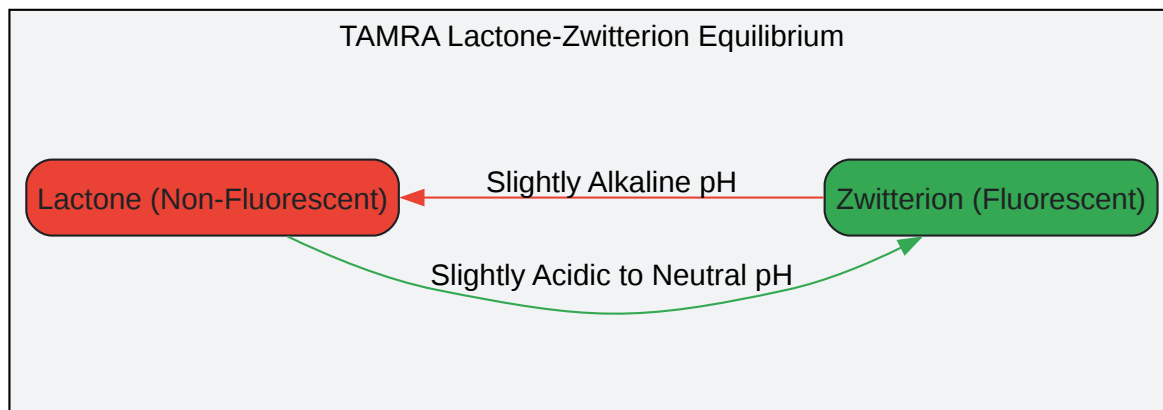 TAMRA Lactone-Zwitterion Equilibrium
Lactone (Non-Fluorescent)
Slightly Alkaline pH
Zwitterion (Fluorescent)
Slightly Acidic to Neutral pH